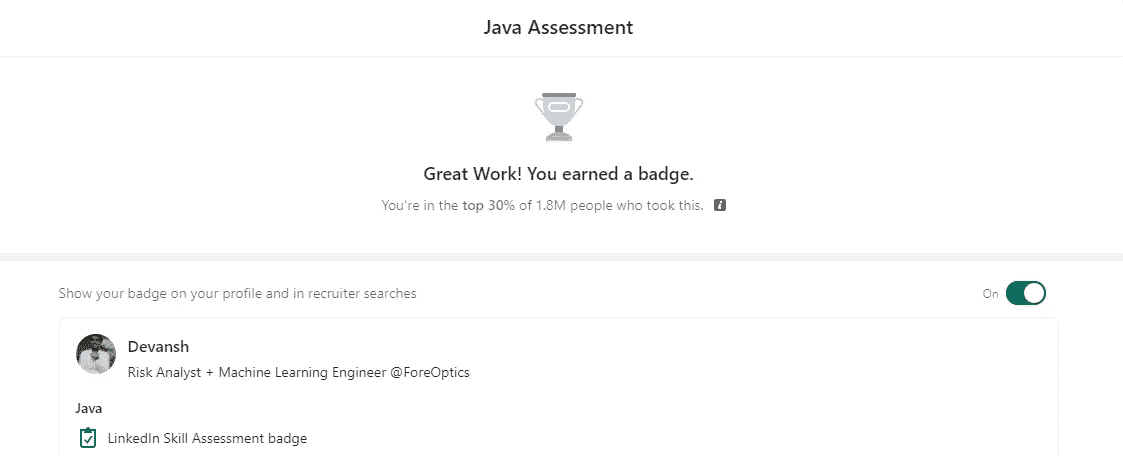 Java Assessment
Great Work! You earned a badge.
You're in the top 30% of 1.8M people who took this.
Show your badge on your profile and in recruiter searches
On
Devansh
Risk Analyst + Machine Learning Engineer @ForeOptics
Java
LinkedIn Skill Assessment badge